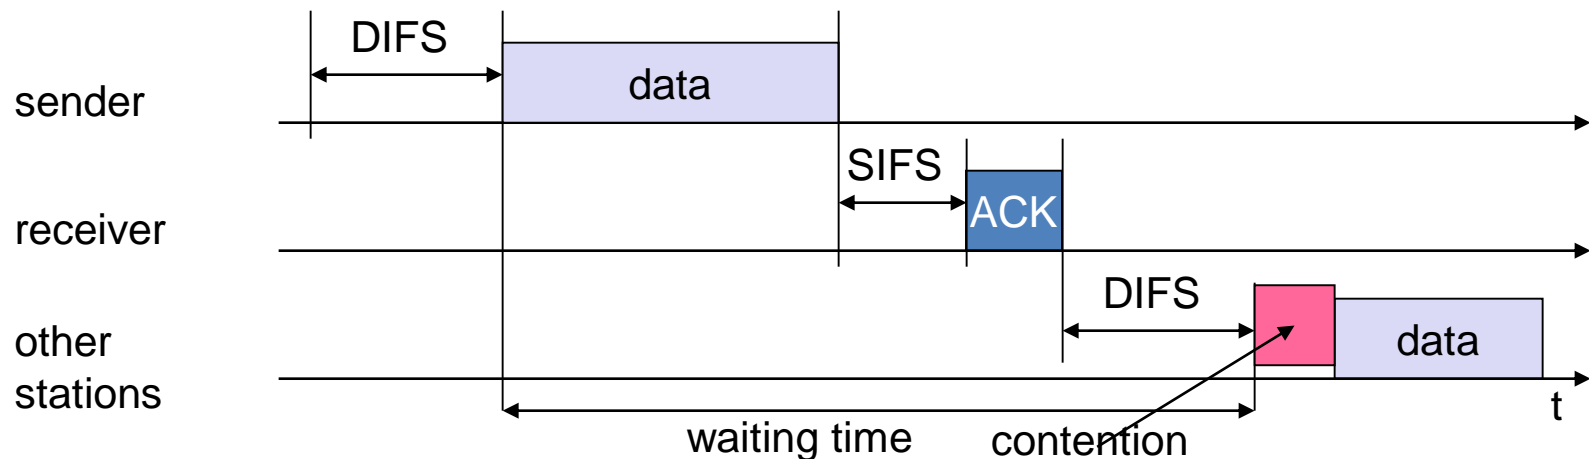 DIFS
data
sender
SIFS
ACK
receiver
DIFS
other
stations
data
t
waiting time
contention